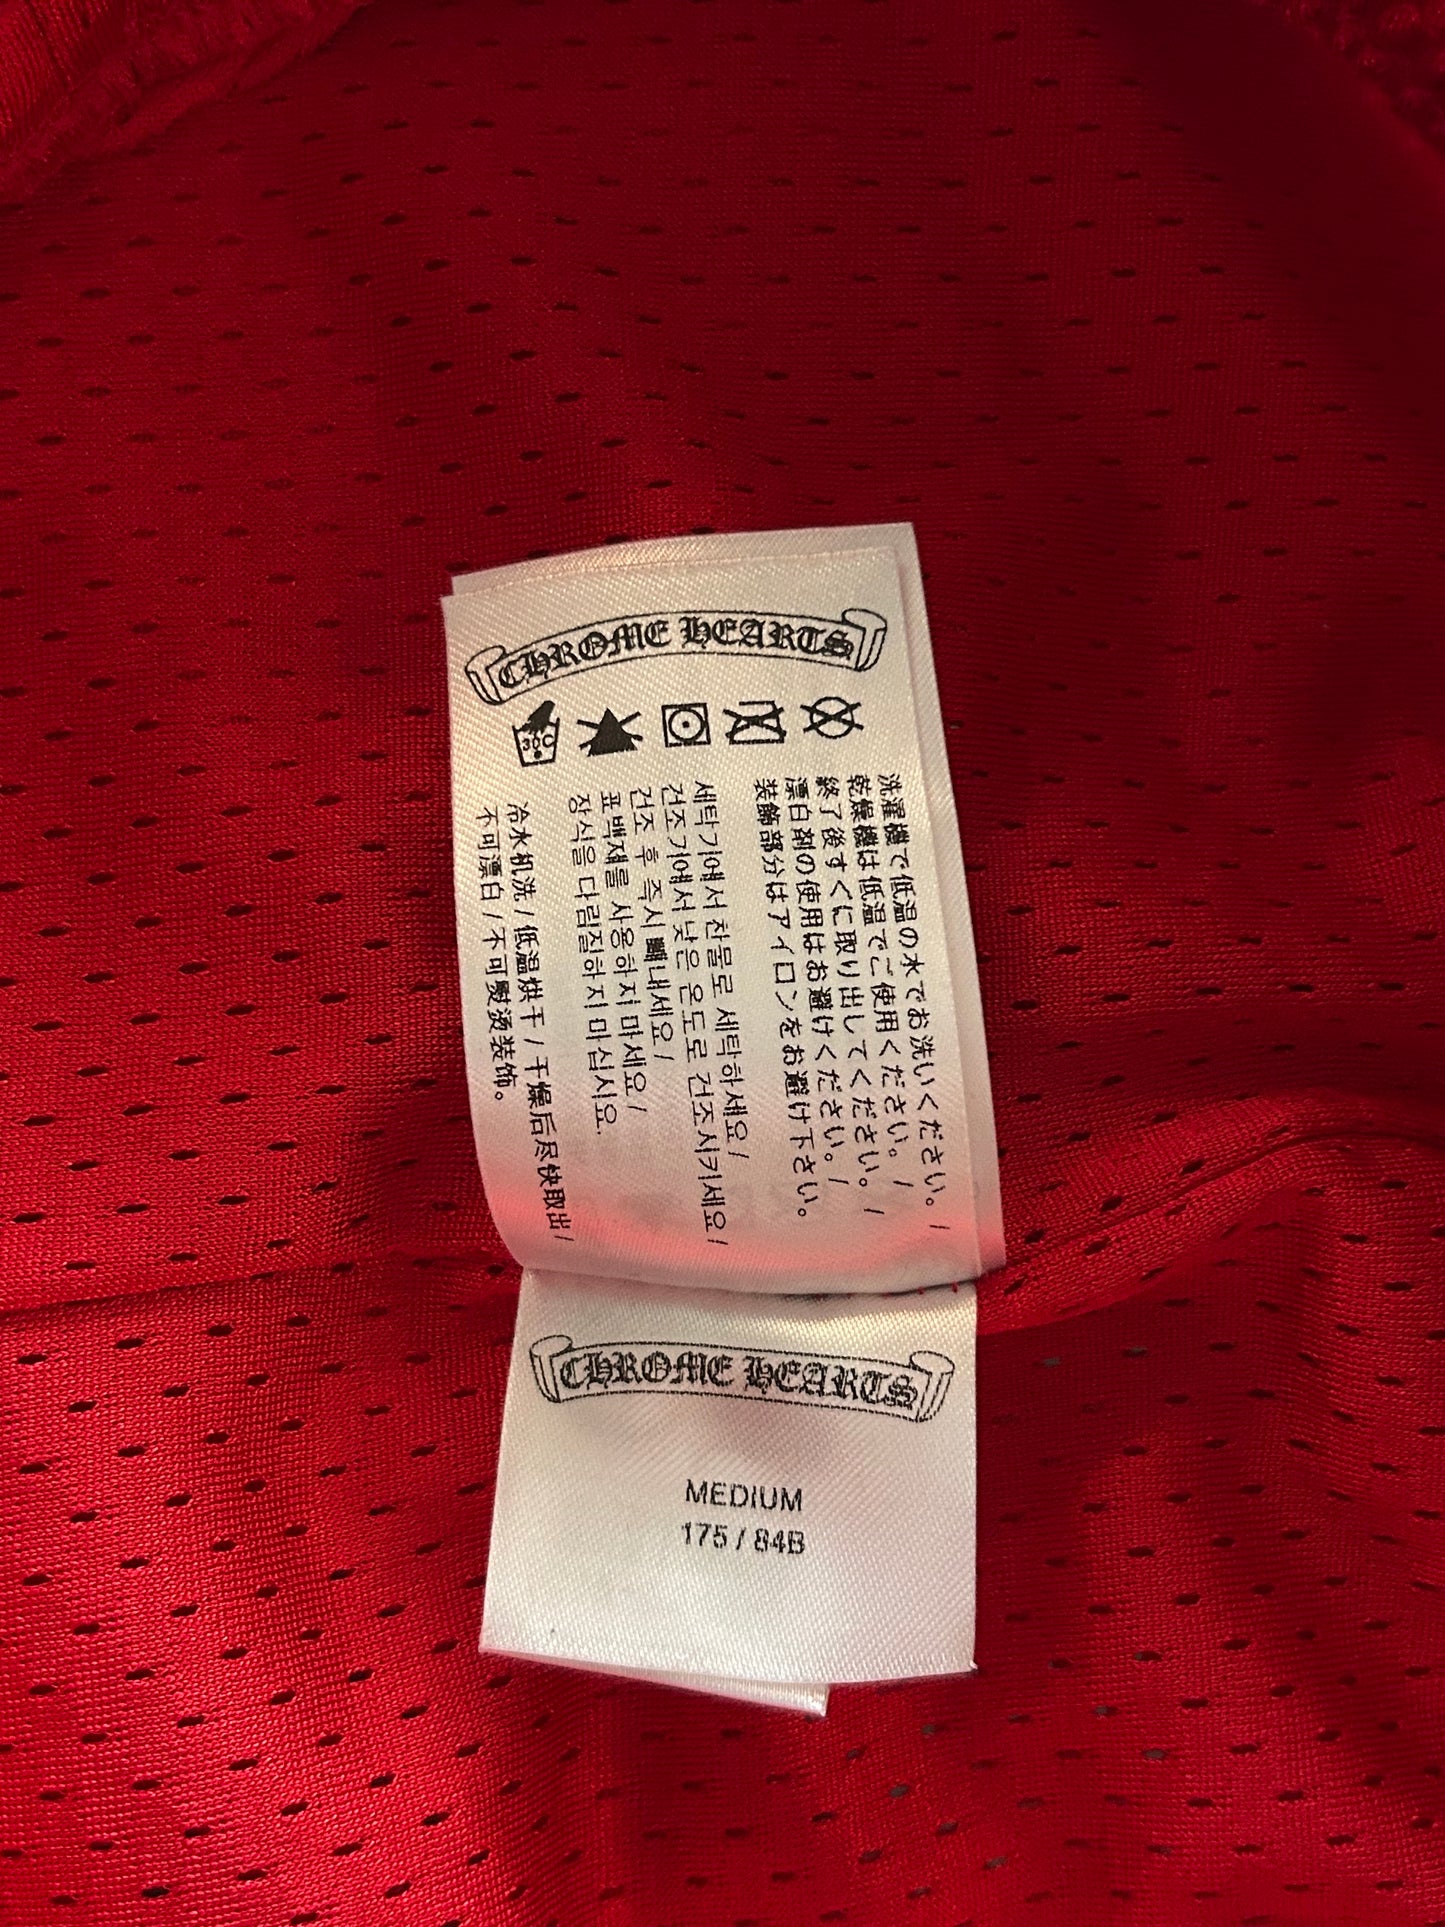 CHROME HEARTS
30C
洗濯機で低温の水でお洗いください。/
乾燥機は低温でご使用ください。/
終了後すぐに取り出してください。/
漂白剤の使用はお避けください。/
装飾部分はアイロンをお避け下さい。
세탁기에서 찬물로 세탁하세요/
건조기에서 낮은 온도로 건조시키세요/
건조 후 즉시 빼내세요/
표백재를 사용하지 마세요/
장식을 다림질하지 마십시요.
冷水机洗/低温烘干/干燥后尽快取出/
不可漂白/不可熨烫装饰。
CHROME HEARTS
MEDIUM
175 / 84B